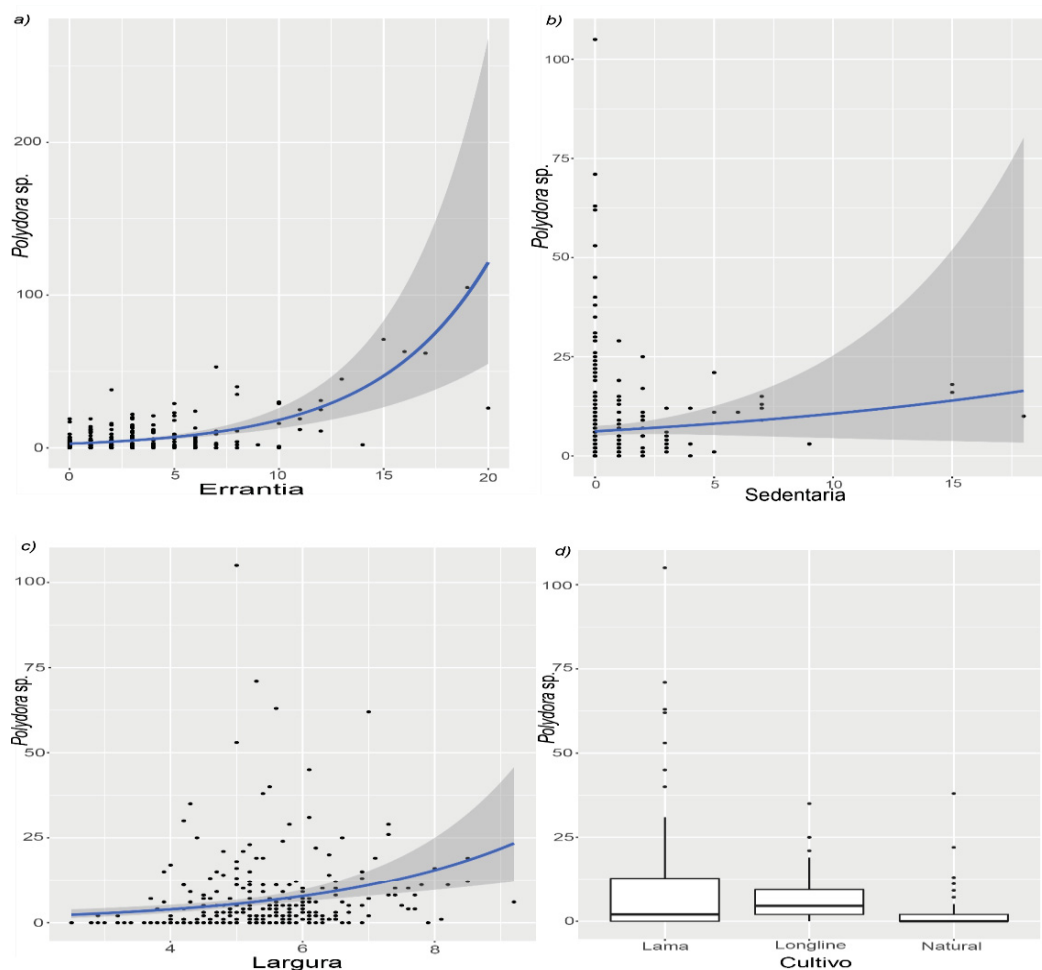 a)
200
100
0
Polydora sp.
0 5 10 15 20
Errantia
b)
100
75
50
25
0
Polydora sp.
0 5 10 15
Sedentaria
c)
100
75
50
25
0
Polydora sp.
4 6 8
Largura
d)
100
75
50
25
0
Polydora sp.
Lama Longline Natural
Cultivo